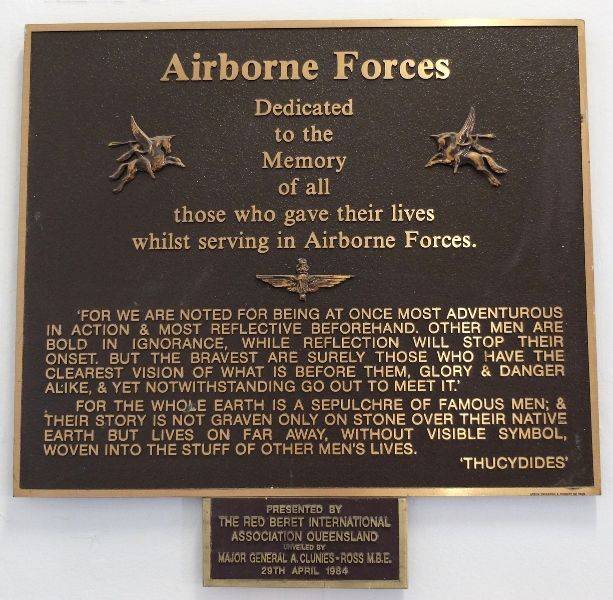 Airborne Forces
Dedicated
to the
Memory
of all
those who gave their lives
whilst serving in Airborne Forces.
'FOR WE ARE NOTED FOR BEING AT ONCE MOST ADVENTUROUS
IN ACTION & MOST REFLECTIVE BEFOREHAND. OTHER MEN ARE
BOLD IN IGNORANCE, WHILE REFLECTION WILL STOP THEIR
ONSET. BUT THE BRAVEST ARE SURELY THOSE WHO HAVE THE
CLEAREST VISION OF WHAT IS BEFORE THEM, GLORY & DANGER
ALIKE, & YET NOTWITHSTANDING GO OUT TO MEET IT.'
FOR THE WHOLE EARTH IS A SEPULCHRE OF FAMOUS MEN; &
THEIR STORY IS NOT GRAVEN ONLY ON STONE OVER THEIR NATIVE
EARTH BUT LIVES ON FAR AWAY, WITHOUT VISIBLE SYMBOL,
WOVEN INTO THE STUFF OF OTHER MEN'S LIVES.
'THUCYDIDES'
PRESENTED BY
THE RED BERET INTERNATIONAL
ASSOCIATION QUEENSLAND
UNVEILED BY
MAJOR GENERAL A. CLUNIES-ROSS M.B.E.
29TH APRIL 1984